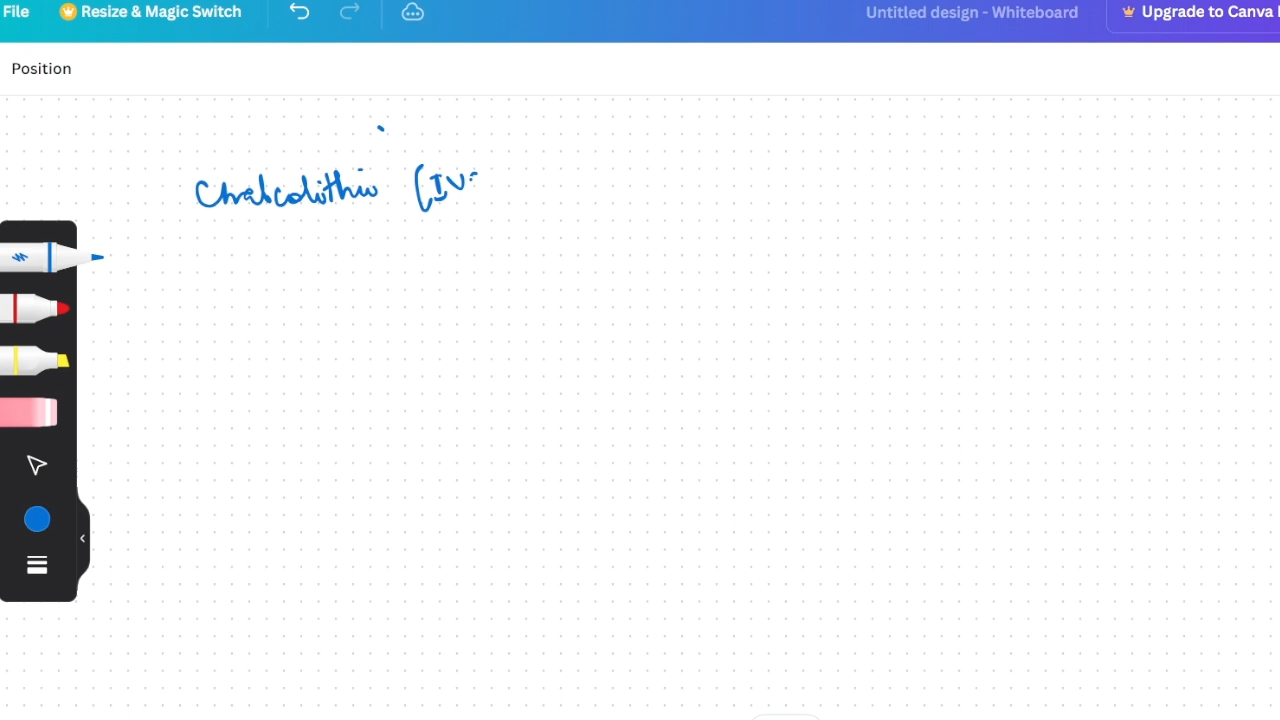 File Resize & Magic Switch Untitled design - Whiteboard Upgrade to Canva
Position
Chalcolithic (IV